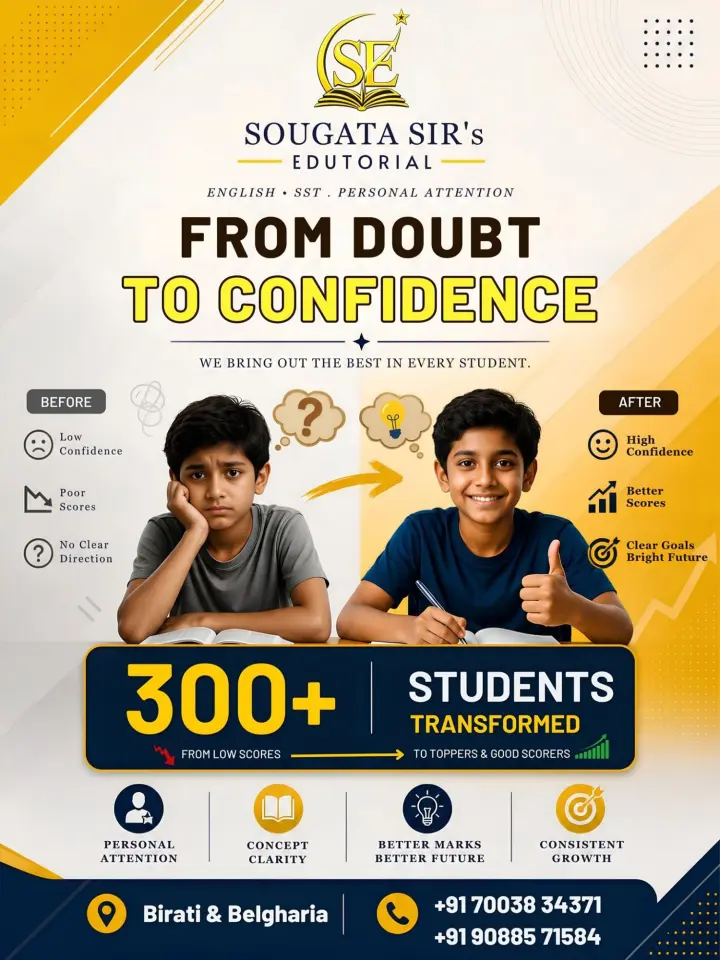 SE
SOUGATA SIR's
EDUTORIAL
ENGLISH • SST . PERSONAL ATTENTION
FROM DOUBT
TO CONFIDENCE
WE BRING OUT THE BEST IN EVERY STUDENT.
BEFORE
Low
Confidence
Poor
Scores
?
No Clear
Direction
?
AFTER
High
Confidence
Better
Scores
Clear Goals
Bright Future
300+
STUDENTS
TRANSFORMED
FROM LOW SCORES
TO TOPPERS & GOOD SCORERS
PERSONAL
ATTENTION
CONCEPT
CLARITY
BETTER MARKS
BETTER FUTURE
CONSISTENT
GROWTH
Birati & Belgharia
+91 70038 34371
+91 90885 71584